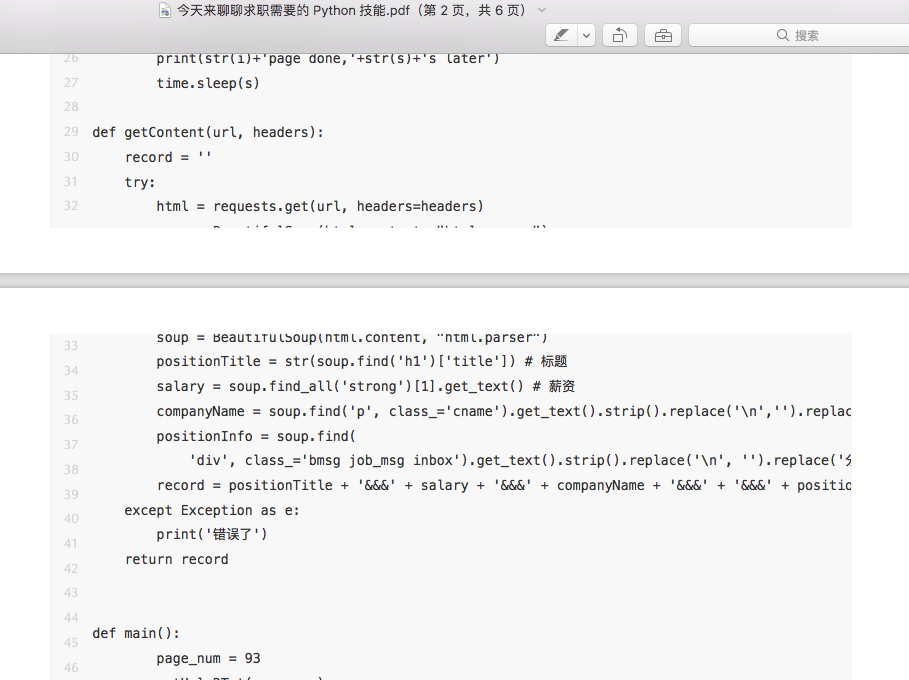 今天来聊聊求职需要的 Python 技能.pdf（第 2 页，共 6 页）
搜索
26 print(str(i)+'page done,'+str(s)+'s later')
27 time.sleep(s)
28
29 def getContent(url, headers):
30 record = ''
31 try:
32 html = requests.get(url, headers=headers)
33 soup = BeautifulSoup(html.content, "html.parser")
34 positionTitle = str(soup.find('h1')['title']) # 标题
35 salary = soup.find_all('strong')[1].get_text() # 薪资
36 companyName = soup.find('p', class_='cname').get_text().strip().replace('\n','').replac
37 positionInfo = soup.find(
38 'div', class_='bmsg job_msg inbox').get_text().strip().replace('\n', '').replace('
39 record = positionTitle + '&&&' + salary + '&&&' + companyName + '&&&' + '&&&' + positio
40 except Exception as e:
41 print('错误了')
42 return record
43
44
45 def main():
46 page_num = 93